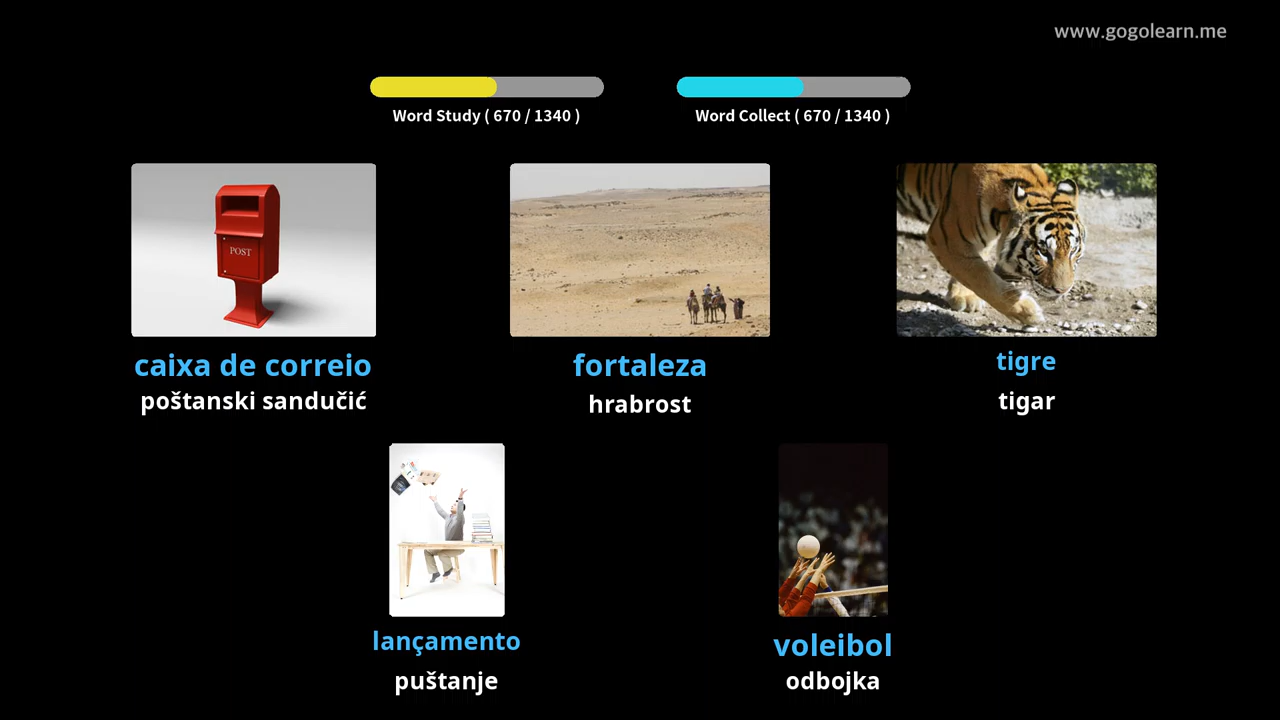 www.gogolearn.me
Word Study ( 670 / 1340 )
Word Collect ( 670 / 1340 )
POST
caixa de correio
poštanski sandučić
fortaleza
hrabrost
tigre
tigar
lançamento
puštanje
voleibol
odbojka